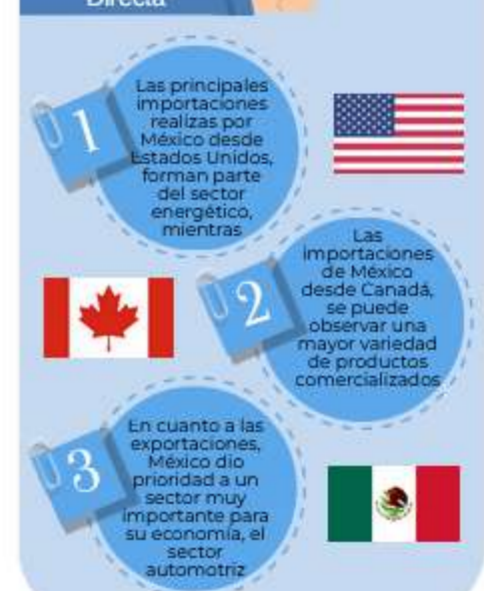 Directa
1
Las principales
importaciones
realizas por
México desde
Estados Unidos,
forman parte
del sector
energético,
mientras
2
Las
importaciones
de México
desde Canadá,
se puede
observar una
mayor variedad
de productos
comercializados
3
En cuanto a las
exportaciones,
México dio
prioridad a un
sector muy
importante para
su economía, el
sector
automotriz